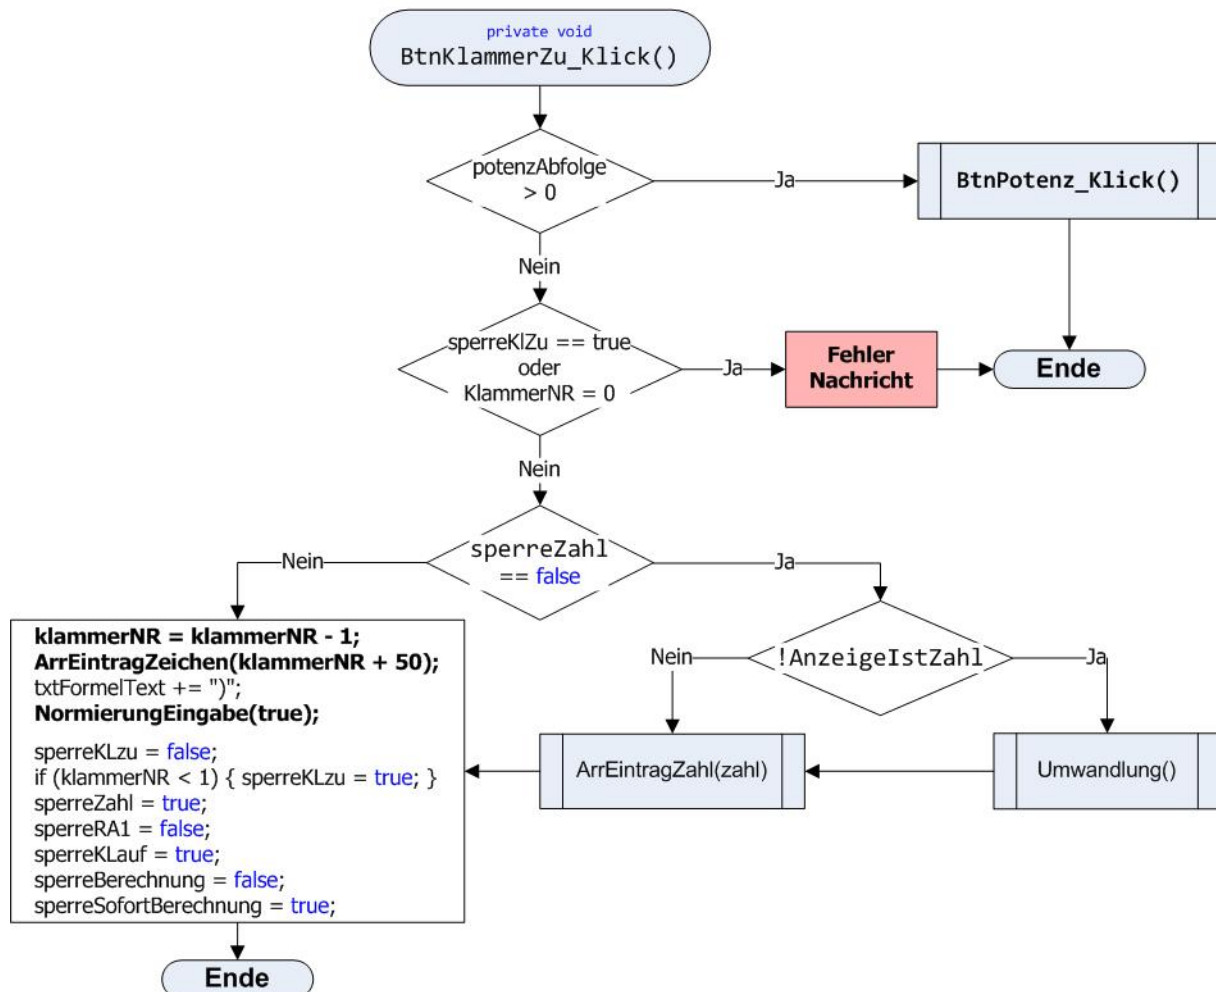 private void
BtnKlammerZu_Klick()
potenzAbfolge
> 0
Ja
BtnPotenz_Klick()
Nein
sperreKlZu == true
oder
KlammerNR = 0
Ja
Fehler
Nachricht
Ende
Nein
sperreZahl
== false
Nein
Ja
!AnzeigeIstZahl
Nein
Ja
klammerNR = klammerNR - 1;
ArrEintragZeichen(klammerNR + 50);
txtFormelText += ")";
NormierungEingabe(true);
sperreKLzu = false;
if (klammerNR < 1) { sperreKLzu = true; }
sperreZahl = true;
sperreRA1 = false;
sperreKLauf = true;
sperreBerechnung = false;
sperreSofortBerechnung = true;
ArrEintragZahl(zahl)
Umwandlung()
Ende